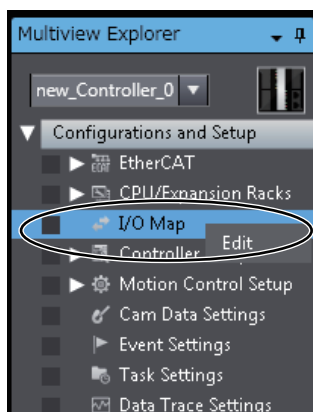 Multiview Explorer
new_Controller_0
Configurations and Setup
EtherCAT
CPU/Expansion Racks
I/O Map
Edit
Controller
Motion Control Setup
Cam Data Settings
Event Settings
Task Settings
Data Trace Settings